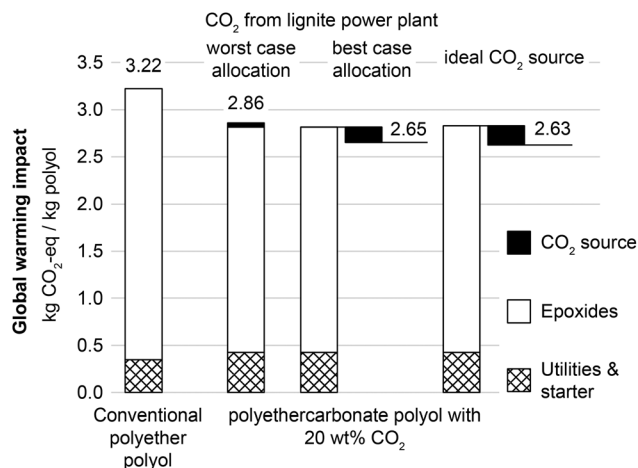 CO₂ from lignite power plant
worst case
allocation
best case
allocation
ideal CO₂ source
Global warming impact
kg CO₂-eq / kg polyol
3.5
3.0
2.5
2.0
1.5
1.0
0.5
0.0
3.22
2.86
2.65
2.63
CO₂ source
Epoxides
Utilities &
starter
Conventional
polyether
polyol
polyethercarbonate polyol with
20 wt% CO₂